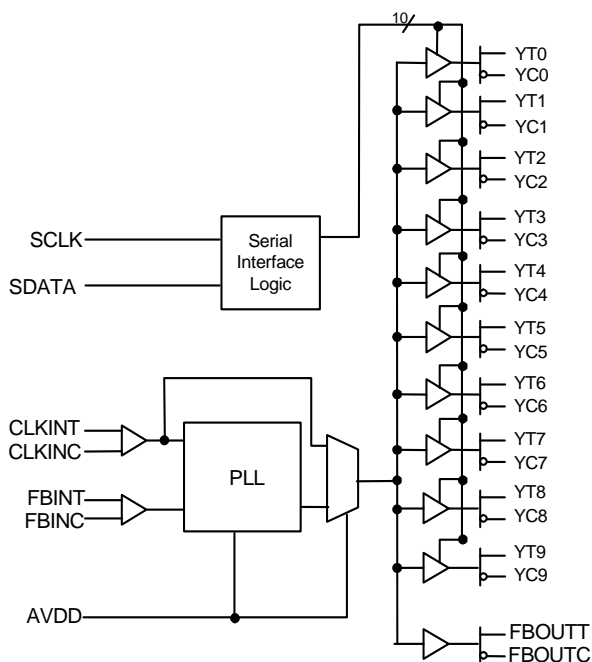 10
YT0
YC0
YT1
YC1
YT2
YC2
YT3
YC3
YT4
YC4
YT5
YC5
YT6
YC6
YT7
YC7
YT8
YC8
YT9
YC9
FBOUTT
FBOUTC
SCLK
SDATA
Serial
Interface
Logic
CLKINT
CLKINC
FBINT
FBINC
PLL
AVDD